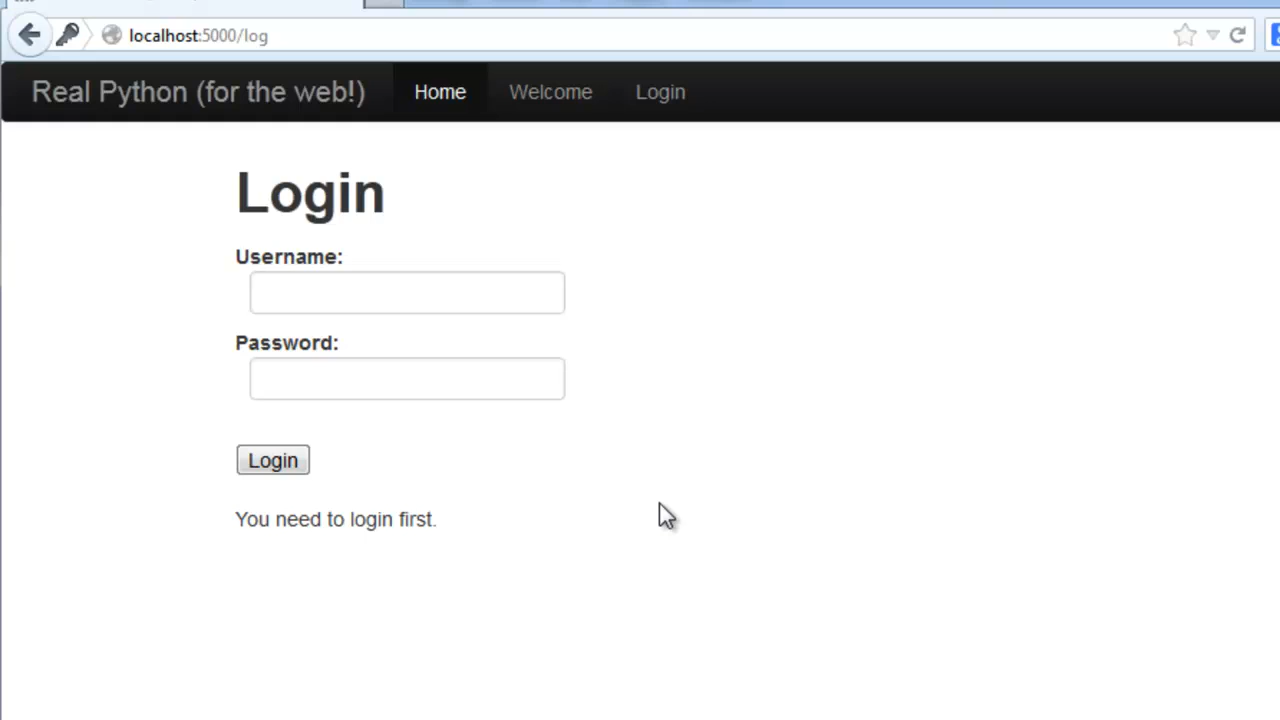 localhost:5000/log
Real Python (for the web!) Home Welcome Login
Login
Username:
Password:
Login
You need to login first.